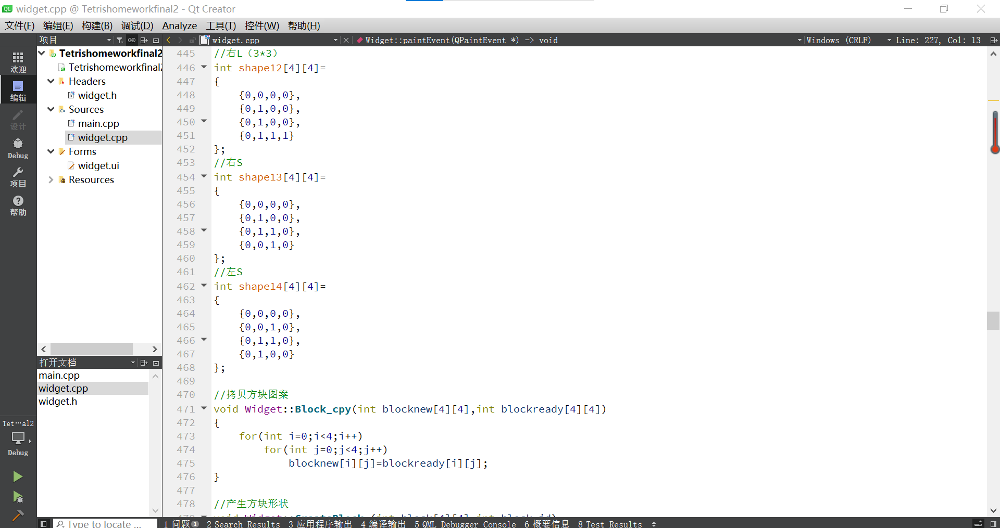 widget.cpp @ Tetrishomeworkfinal2 - Qt Creator
文件(F) 编辑(E) 构建(B) 调试(D) Analyze 工具(T) 控件(W) 帮助(H)
项目
widget.cpp
Widget::paintEvent(QPaintEvent *) -> void
Windows (CRLF)
Line: 227, Col: 13
欢迎
编辑
设计
Debug
项目
帮助
Tet···al2
Debug
Tetrishomeworkfinal2
Tetrishomeworkfinal2
Headers
widget.h
Sources
main.cpp
widget.cpp
Forms
widget.ui
Resources
打开文档
main.cpp
widget.cpp
widget.h
445 //右L（3*3）
446 int shape12[4][4]=
447 {
448     {0,0,0,0},
449     {0,1,0,0},
450     {0,1,0,0},
451     {0,1,1,1}
452 };
453 //右S
454 int shape13[4][4]=
455 {
456     {0,0,0,0},
457     {0,1,0,0},
458     {0,1,1,0},
459     {0,0,1,0}
460 };
461 //左S
462 int shape14[4][4]=
463 {
464     {0,0,0,0},
465     {0,0,1,0},
466     {0,1,1,0},
467     {0,1,0,0}
468 };
469
470 //拷贝方块图案
471 void Widget::Block_cpy(int blocknew[4][4],int blockready[4][4])
472 {
473     for(int i=0;i<4;i++)
474         for(int j=0;j<4;j++)
475             blocknew[i][j]=blockready[i][j];
476 }
477
478 //产生方块形状
Type to locate ...
1 问题 1 2 Search Results 3 应用程序输出 4 编译输出 5 QML Debugger Console 6 概要信息 8 Test Results